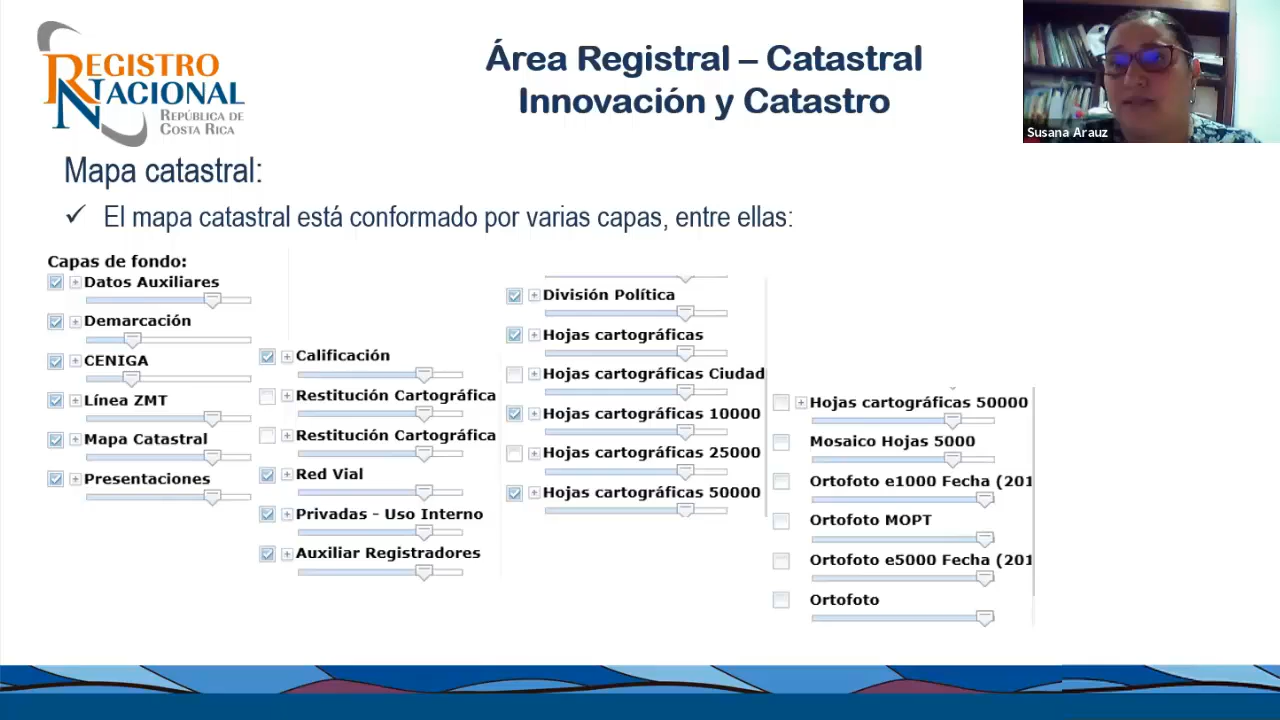 REGISTRO
NACIONAL
REPÚBLICA DE
COSTA RICA
Área Registral – Catastral
Innovación y Catastro
Susana Arauz
Mapa catastral:
✓ El mapa catastral está conformado por varias capas, entre ellas:
Capas de fondo:
Datos Auxiliares
Demarcación
CENIGA
Línea ZMT
Mapa Catastral
Presentaciones
Calificación
Restitución Cartográfica
Restitución Cartográfica
Red Vial
Privadas - Uso Interno
Auxiliar Registradores
División Política
Hojas cartográficas
Hojas cartográficas Ciudad
Hojas cartográficas 10000
Hojas cartográficas 25000
Hojas cartográficas 50000
Hojas cartográficas 50000
Mosaico Hojas 5000
Ortofoto e1000 Fecha (201
Ortofoto MOPT
Ortofoto e5000 Fecha (201
Ortofoto